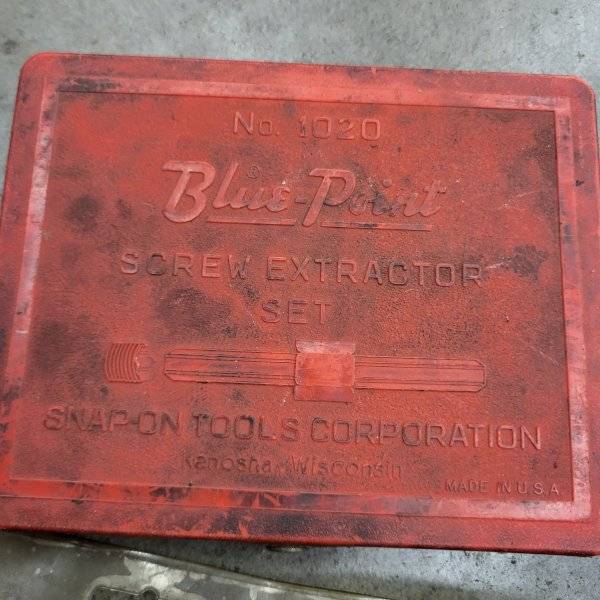 No. 1020
Blue-Point®
SCREW EXTRACTOR
SET
SNAP-ON TOOLS CORPORATION
Kenosha, Wisconsin
MADE IN U.S.A.